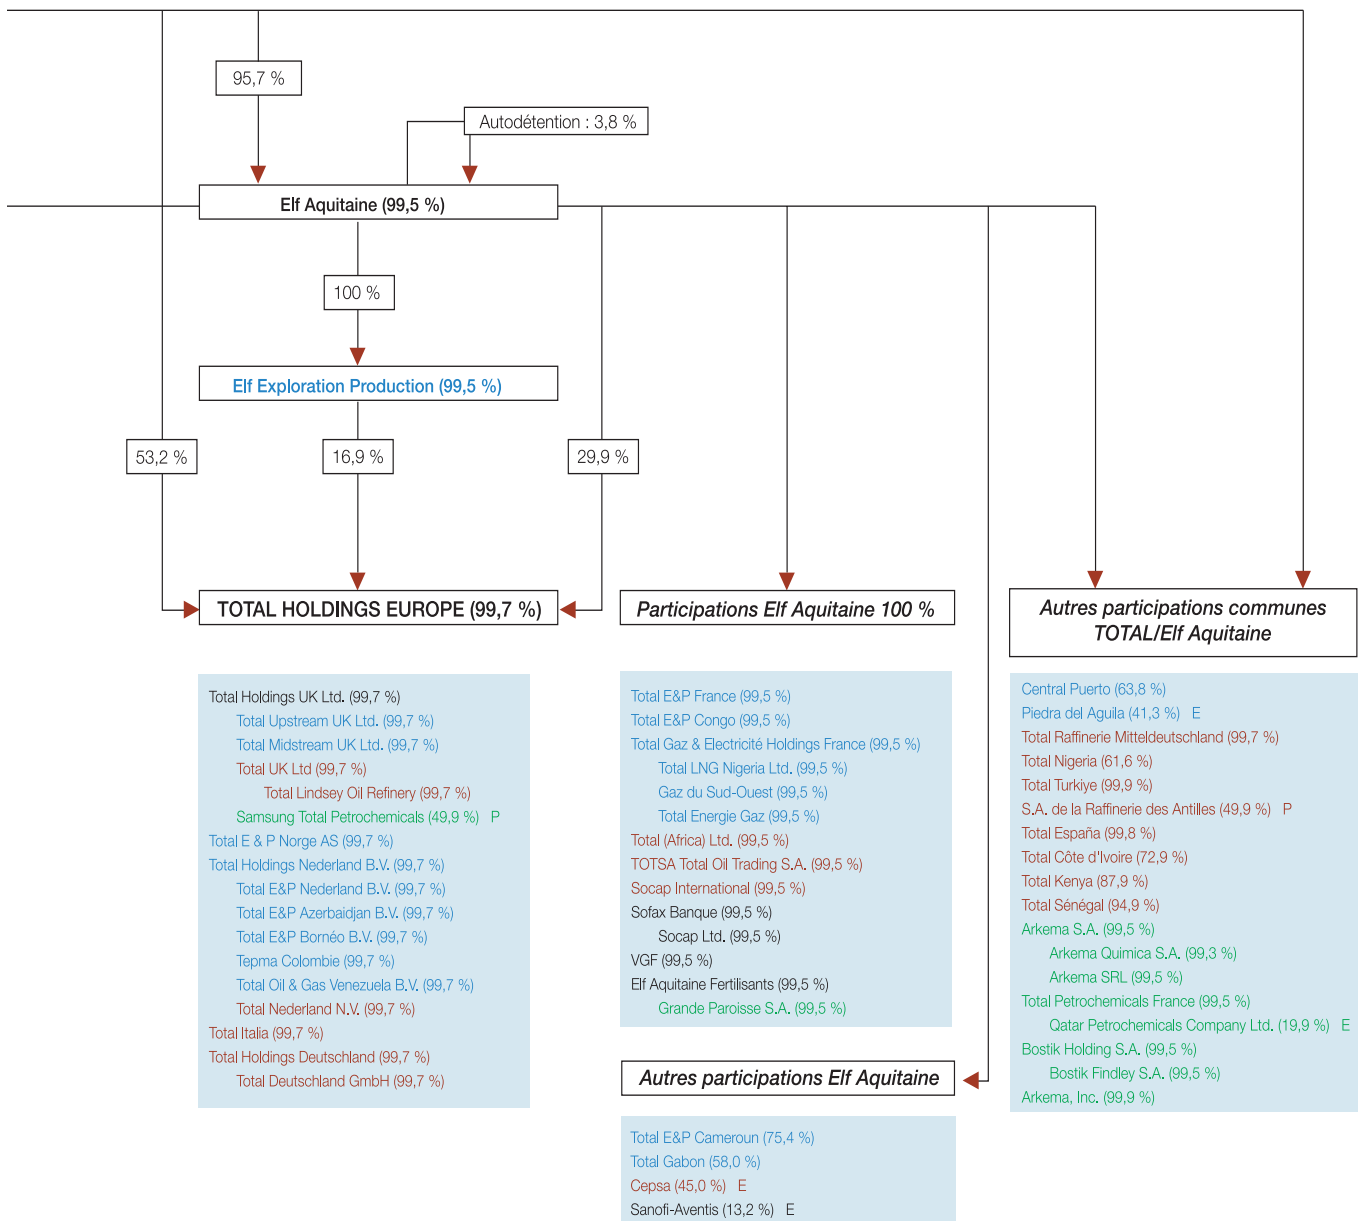 95,7 %
Autodétention : 3,8 %
Elf Aquitaine (99,5 %)
100 %
Elf Exploration Production (99,5 %)
53,2 %
16,9 %
29,9 %
TOTAL HOLDINGS EUROPE (99,7 %)
Total Holdings UK Ltd. (99,7 %)
Total Upstream UK Ltd. (99,7 %)
Total Midstream UK Ltd. (99,7 %)
Total UK Ltd (99,7 %)
Total Lindsey Oil Refinery (99,7 %)
Samsung Total Petrochemicals (49,9 %) P
Total E & P Norge AS (99,7 %)
Total Holdings Nederland B.V. (99,7 %)
Total E&P Nederland B.V. (99,7 %)
Total E&P Azerbaidjan B.V. (99,7 %)
Total E&P Bornéo B.V. (99,7 %)
Tepma Colombie (99,7 %)
Total Oil & Gas Venezuela B.V. (99,7 %)
Total Nederland N.V. (99,7 %)
Total Italia (99,7 %)
Total Holdings Deutschland (99,7 %)
Total Deutschland GmbH (99,7 %)
Participations Elf Aquitaine 100 %
Total E&P France (99,5 %)
Total E&P Congo (99,5 %)
Total Gaz & Electricité Holdings France (99,5 %)
Total LNG Nigeria Ltd. (99,5 %)
Gaz du Sud-Ouest (99,5 %)
Total Energie Gaz (99,5 %)
Total (Africa) Ltd. (99,5 %)
TOTSA Total Oil Trading S.A. (99,5 %)
Socap International (99,5 %)
Sofax Banque (99,5 %)
Socap Ltd. (99,5 %)
VGF (99,5 %)
Elf Aquitaine Fertilisants (99,5 %)
Grande Paroisse S.A. (99,5 %)
Autres participations Elf Aquitaine
Total E&P Cameroun (75,4 %)
Total Gabon (58,0 %)
Cepsa (45,0 %) E
Sanofi-Aventis (13,2 %) E
Autres participations communes
TOTAL/Elf Aquitaine
Central Puerto (63,8 %)
Piedra del Aguila (41,3 %) E
Total Raffinerie Mitteldeutschland (99,7 %)
Total Nigeria (61,6 %)
Total Turkiye (99,9 %)
S.A. de la Raffinerie des Antilles (49,9 %) P
Total España (99,8 %)
Total Côte d'Ivoire (72,9 %)
Total Kenya (87,9 %)
Total Sénégal (94,9 %)
Arkema S.A. (99,5 %)
Arkema Quimica S.A. (99,3 %)
Arkema SRL (99,5 %)
Total Petrochemicals France (99,5 %)
Qatar Petrochemicals Company Ltd. (19,9 %) E
Bostik Holding S.A. (99,5 %)
Bostik Findley S.A. (99,5 %)
Arkema, Inc. (99,9 %)